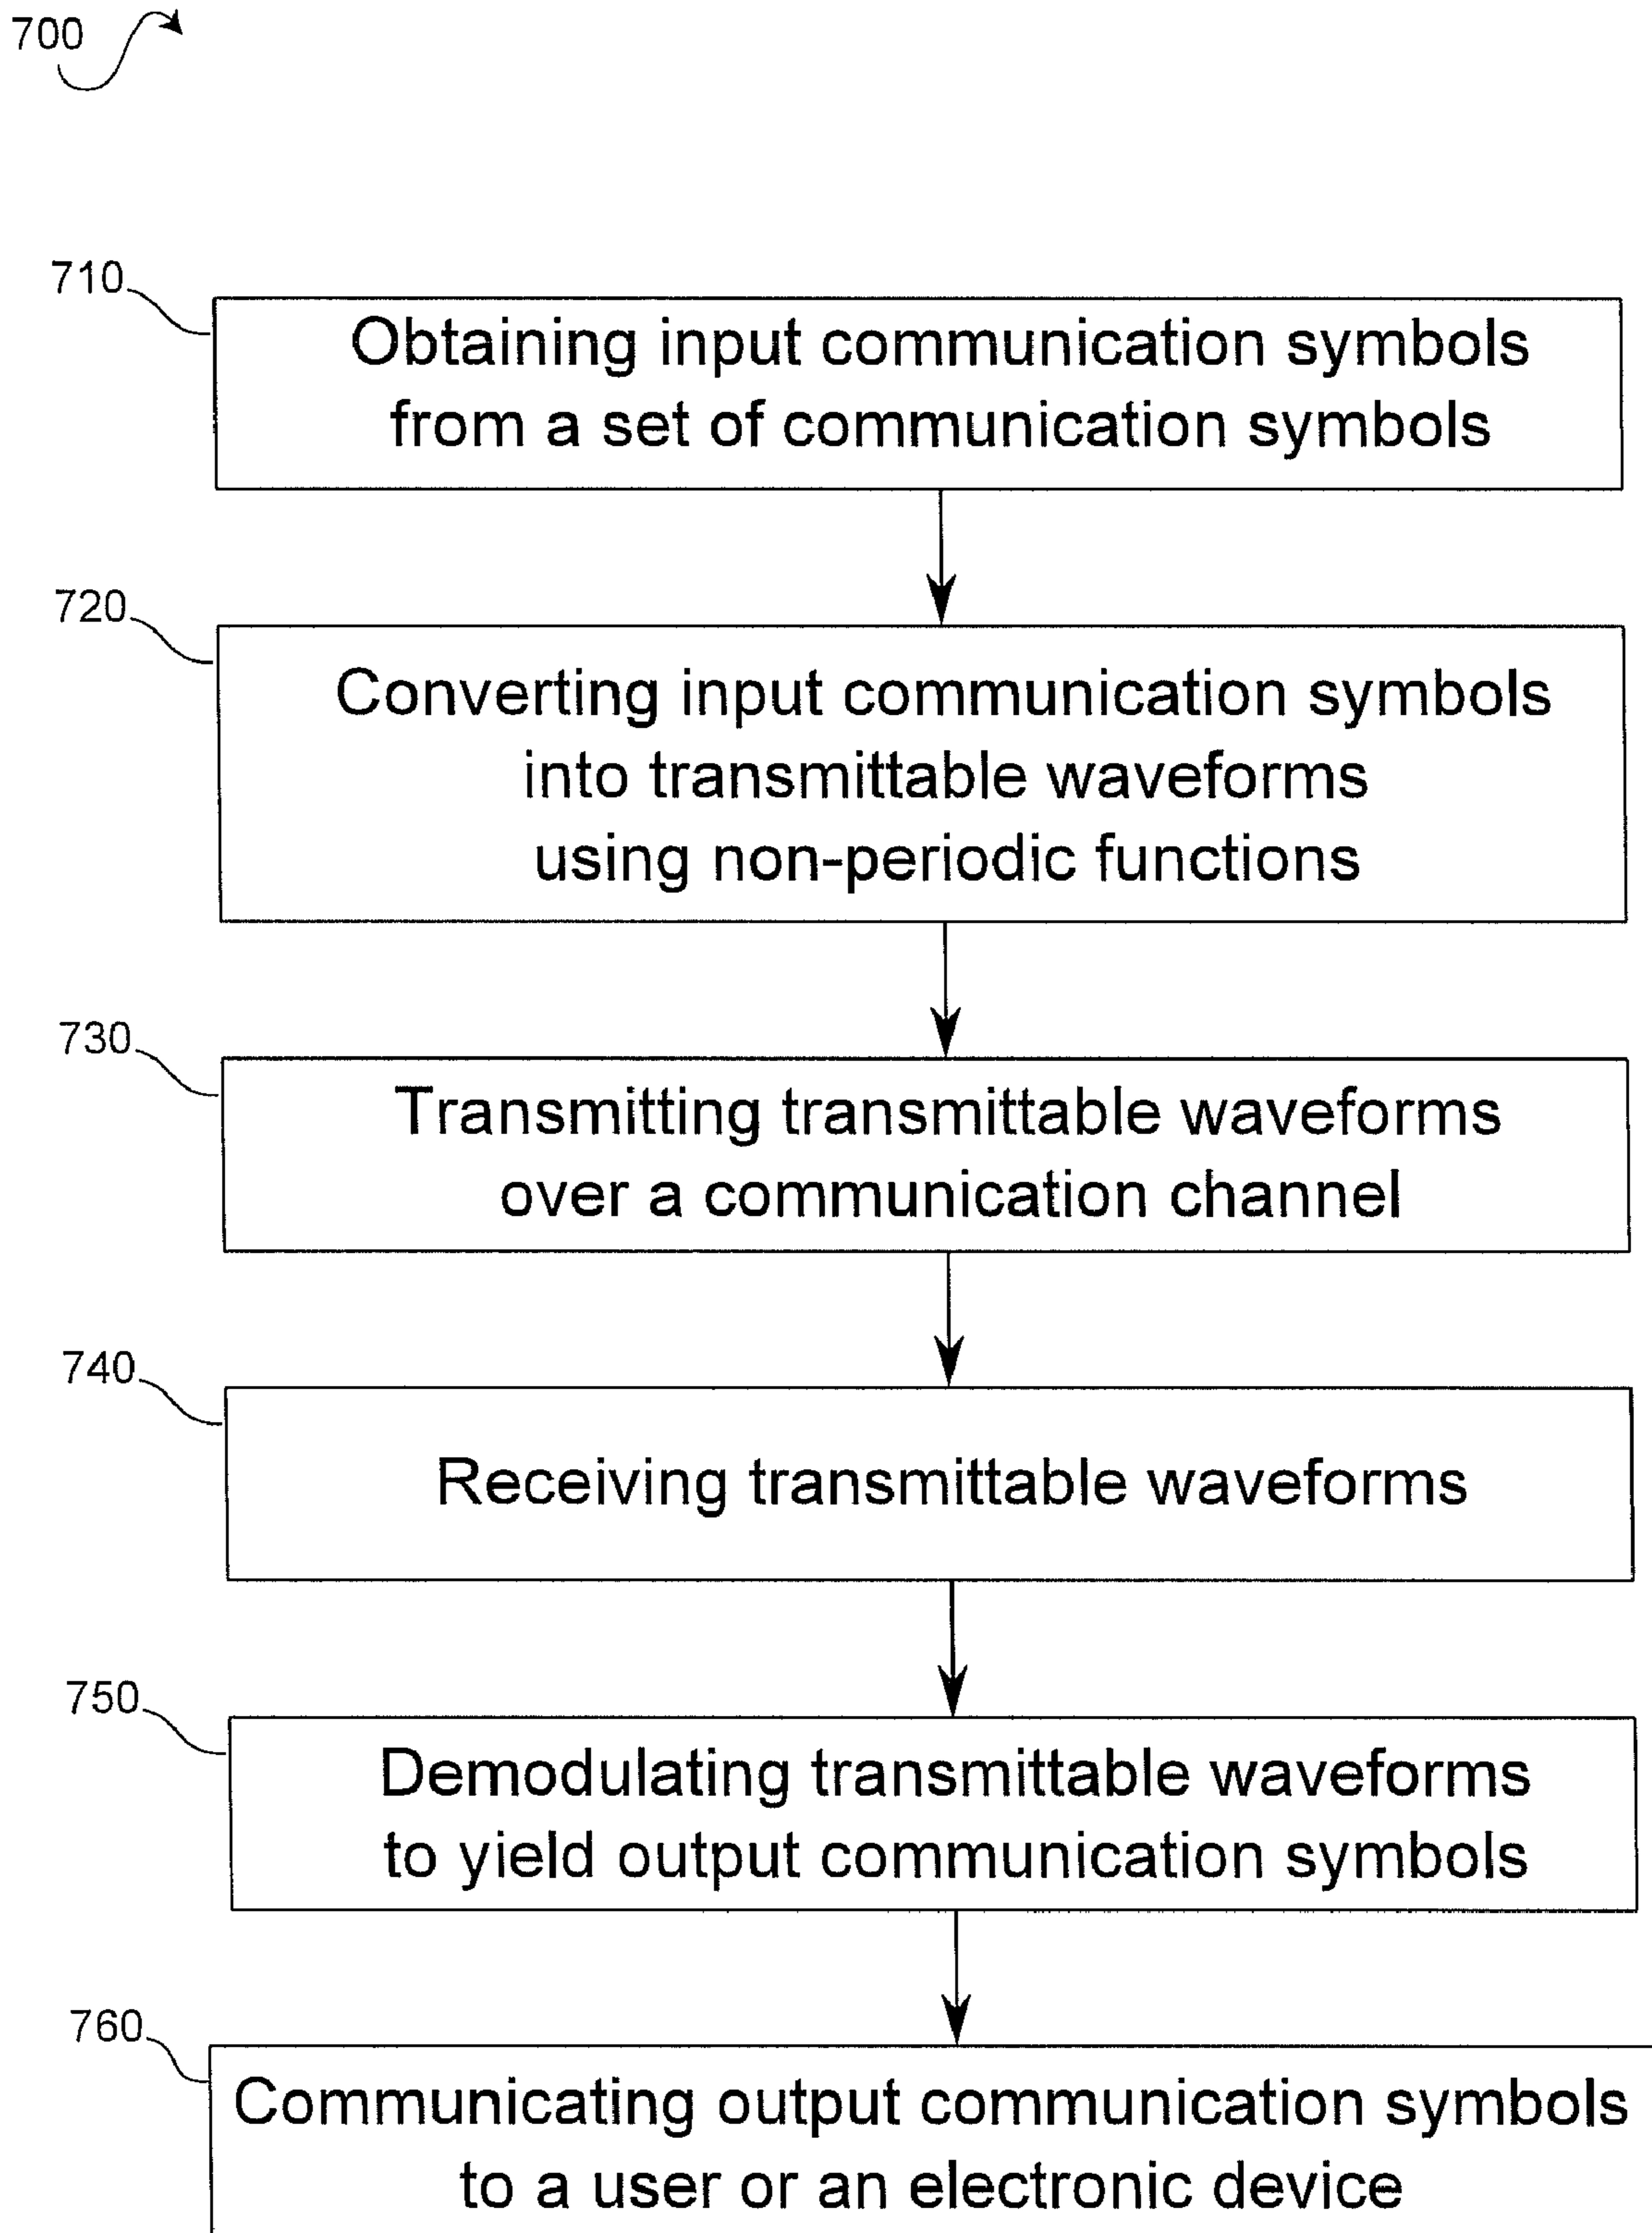 700
710
Obtaining input communication symbols
from a set of communication symbols
720
Converting input communication symbols
into transmittable waveforms
using non-periodic functions
730
Transmitting transmittable waveforms
over a communication channel
740
Receiving transmittable waveforms
750
Demodulating transmittable waveforms
to yield output communication symbols
760
Communicating output communication symbols
to a user or an electronic device